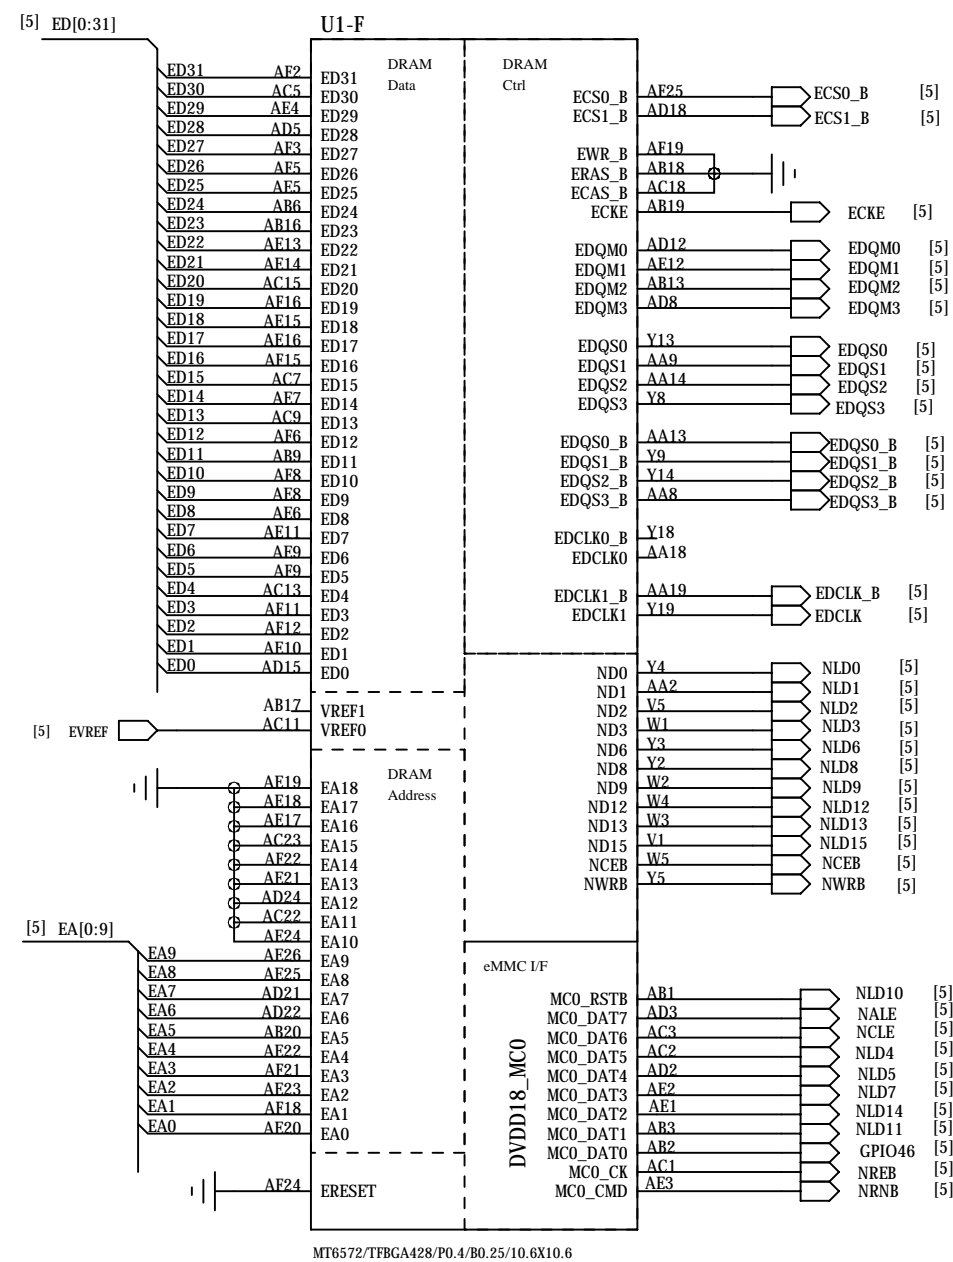 [5] ED[0:31] U1-F
DRAM Data
DRAM Ctrl
ED31 AF2 ED31
ED30 AC5 ED30
ED29 AE4 ED29
ED28 AD5 ED28
ED27 AF3 ED27
ED26 AF5 ED26
ED25 AE5 ED25
ED24 AB6 ED24
ED23 AB16 ED23
ED22 AE13 ED22
ED21 AE14 ED21
ED20 AC15 ED20
ED19 AF16 ED19
ED18 AE15 ED18
ED17 AE16 ED17
ED16 AF15 ED16
ED15 AC7 ED15
ED14 AE7 ED14
ED13 AC9 ED13
ED12 AF6 ED12
ED11 AB9 ED11
ED10 AF8 ED10
ED9 AE8 ED9
ED8 AE6 ED8
ED7 AE11 ED7
ED6 AE9 ED6
ED5 AF9 ED5
ED4 AC13 ED4
ED3 AF11 ED3
ED2 AF12 ED2
ED1 AE10 ED1
ED0 AD15 ED0
AB17 VREF1
[5] EVREF AC11 VREF0
DRAM Address
AE19 EA18
AE18 EA17
AE17 EA16
AC23 EA15
AF22 EA14
AE21 EA13
AD24 EA12
AC22 EA11
AE24 EA10
[5] EA[0:9]
EA9 AE26 EA9
EA8 AE25 EA8
EA7 AD21 EA7
EA6 AD22 EA6
EA5 AB20 EA5
EA4 AE22 EA4
EA3 AF21 EA3
EA2 AE23 EA2
EA1 AF18 EA1
EA0 AE20 EA0
AF24 ERESET
ECS0_B AF25 ECS0_B [5]
ECS1_B AD18 ECS1_B [5]
EWR_B AF19
ERAS_B AB18
ECAS_B AC18
ECKE AB19 ECKE [5]
EDQM0 AD12 EDQM0 [5]
EDQM1 AE12 EDQM1 [5]
EDQM2 AB13 EDQM2 [5]
EDQM3 AD8 EDQM3 [5]
EDQS0 Y13 EDQS0 [5]
EDQS1 AA9 EDQS1 [5]
EDQS2 AA14 EDQS2 [5]
EDQS3 Y8 EDQS3 [5]
EDQS0_B AA13 EDQS0_B [5]
EDQS1_B Y9 EDQS1_B [5]
EDQS2_B Y14 EDQS2_B [5]
EDQS3_B AA8 EDQS3_B [5]
EDCLK0_B Y18
EDCLK0 AA18
EDCLK1_B AA19 EDCLK_B [5]
EDCLK1 Y19 EDCLK [5]
ND0 Y4 NLD0 [5]
ND1 AA2 NLD1 [5]
ND2 V5 NLD2 [5]
ND3 W1 NLD3 [5]
ND6 Y3 NLD6 [5]
ND8 Y2 NLD8 [5]
ND9 W2 NLD9 [5]
ND12 W4 NLD12 [5]
ND13 W3 NLD13 [5]
ND15 V1 NLD15 [5]
NCEB W5 NCEB [5]
NWRB Y5 NWRB [5]
eMMC I/F
DVDD18_MC0
MC0_RSTB AB1 NLD10 [5]
MC0_DAT7 AD3 NALE [5]
MC0_DAT6 AC3 NCLE [5]
MC0_DAT5 AC2 NLD4 [5]
MC0_DAT4 AD2 NLD5 [5]
MC0_DAT3 AE2 NLD7 [5]
MC0_DAT2 AE1 NLD14 [5]
MC0_DAT1 AB3 NLD11 [5]
MC0_DAT0 AB2 GPIO46 [5]
MC0_CK AC1 NREB [5]
MC0_CMD AE3 NRNB [5]
MT6572/TFBGA428/P0.4/B0.25/10.6X10.6